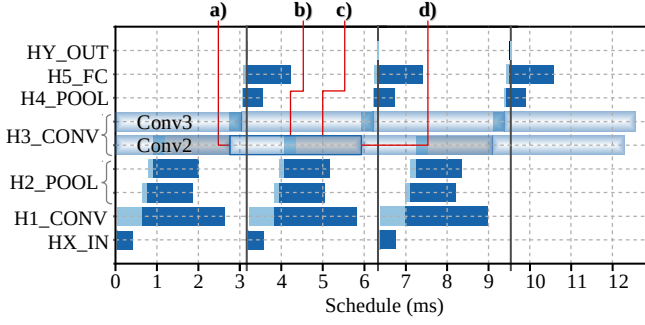 a) b) c) d)
HY_OUT
H5_FC
H4_POOL
Conv3
H3_CONV
Conv2
H2_POOL
H1_CONV
HX_IN
0 1 2 3 4 5 6 7 8 9 10 11 12
Schedule (ms)